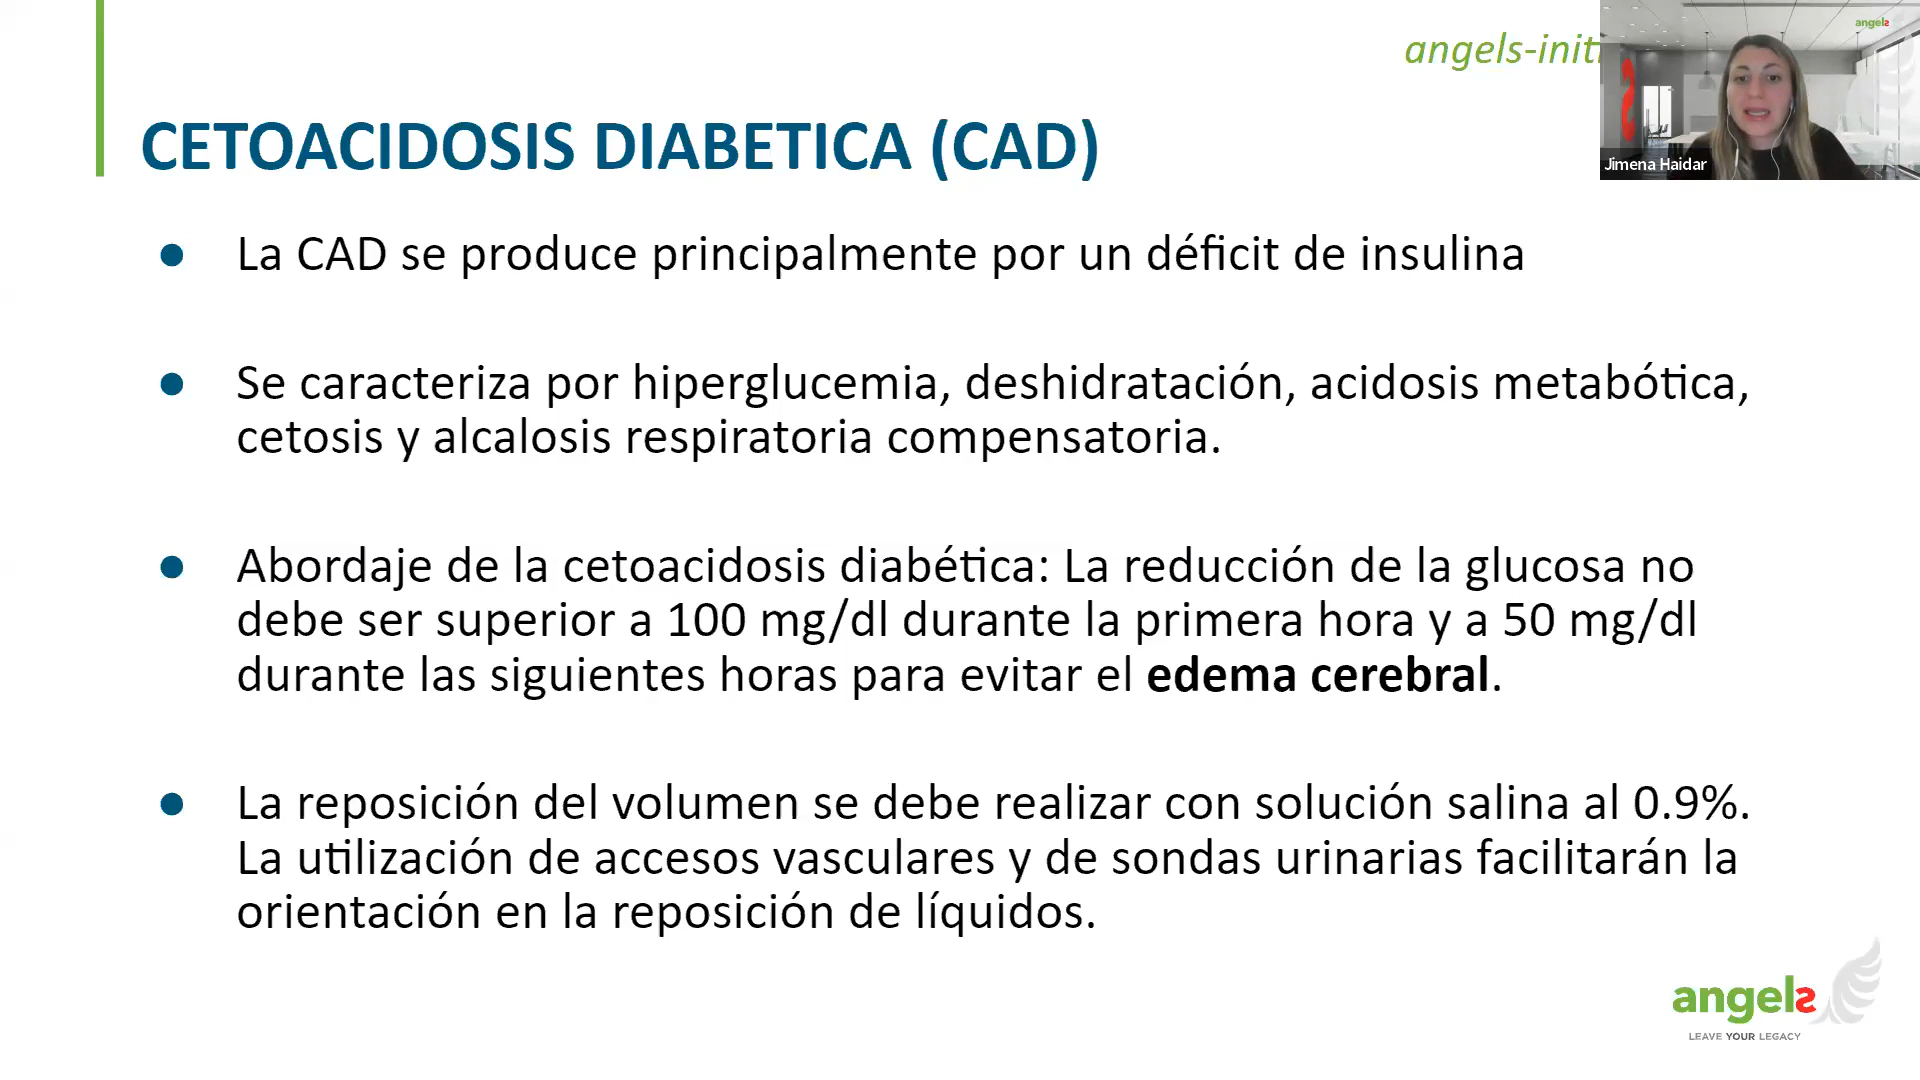 angels-initi
angels
Jimena Haidar
CETOACIDOSIS DIABETICA (CAD)
● La CAD se produce principalmente por un déficit de insulina
● Se caracteriza por hiperglucemia, deshidratación, acidosis metabótica,
cetosis y alcalosis respiratoria compensatoria.
● Abordaje de la cetoacidosis diabética: La reducción de la glucosa no
debe ser superior a 100 mg/dl durante la primera hora y a 50 mg/dl
durante las siguientes horas para evitar el edema cerebral.
● La reposición del volumen se debe realizar con solución salina al 0.9%.
La utilización de accesos vasculares y de sondas urinarias facilitarán la
orientación en la reposición de líquidos.
angels
LEAVE YOUR LEGACY